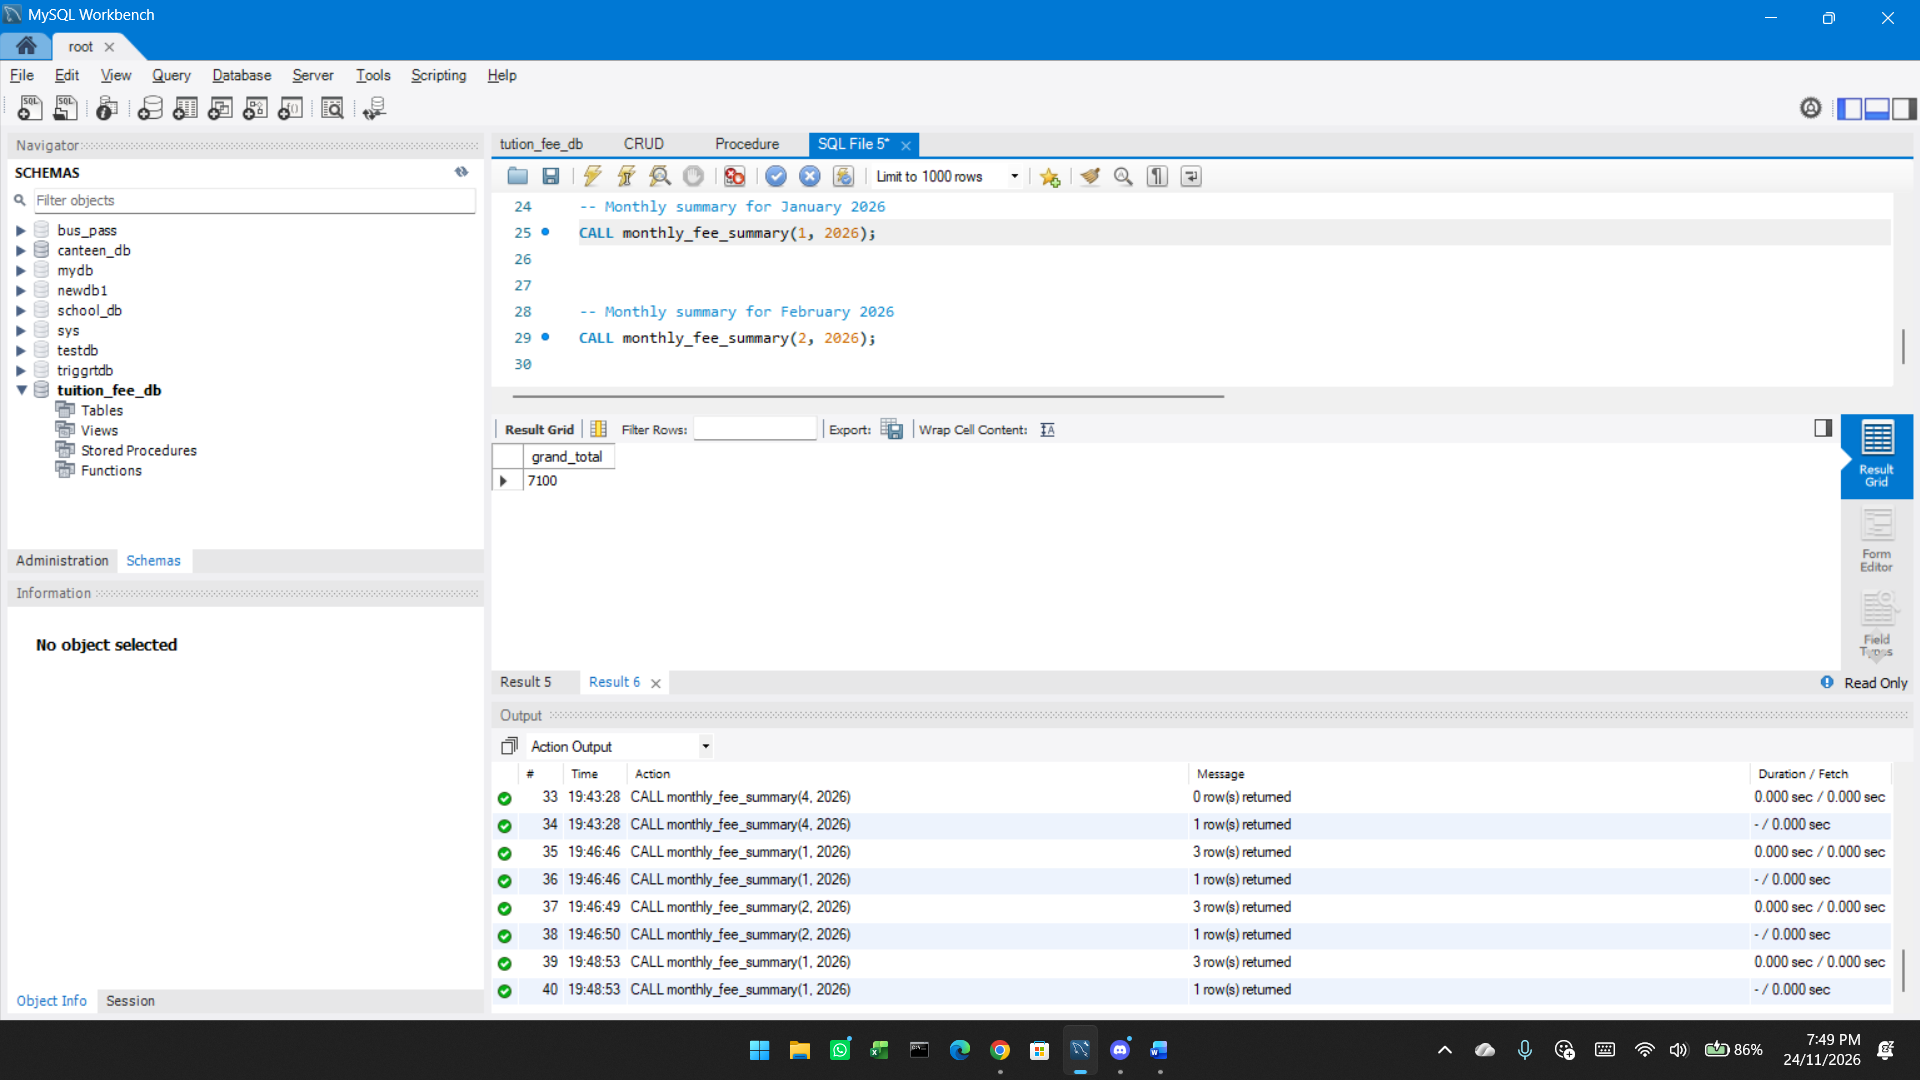 MySQL Workbench
root
File Edit View Query Database Server Tools Scripting Help
Navigator
SCHEMAS
Filter objects
bus_pass
canteen_db
mydb
newdb1
school_db
sys
testdb
triggrtdb
tuition_fee_db
Tables
Views
Stored Procedures
Functions
Administration Schemas
Information
No object selected
Object Info Session
tution_fee_db CRUD Procedure SQL File 5*
Limit to 1000 rows
24 -- Monthly summary for January 2026
25 CALL monthly_fee_summary(1, 2026);
26
27
28 -- Monthly summary for February 2026
29 CALL monthly_fee_summary(2, 2026);
30
Result Grid Filter Rows: Export: Wrap Cell Content:
grand_total
7100
Result Grid
Form Editor
Field Types
Result 5 Result 6
Read Only
Output
Action Output
# Time Action Message Duration / Fetch
33 19:43:28 CALL monthly_fee_summary(4, 2026) 0 row(s) returned 0.000 sec / 0.000 sec
34 19:43:28 CALL monthly_fee_summary(4, 2026) 1 row(s) returned - / 0.000 sec
35 19:46:46 CALL monthly_fee_summary(1, 2026) 3 row(s) returned 0.000 sec / 0.000 sec
36 19:46:46 CALL monthly_fee_summary(1, 2026) 1 row(s) returned - / 0.000 sec
37 19:46:49 CALL monthly_fee_summary(2, 2026) 3 row(s) returned 0.000 sec / 0.000 sec
38 19:46:50 CALL monthly_fee_summary(2, 2026) 1 row(s) returned - / 0.000 sec
39 19:48:53 CALL monthly_fee_summary(1, 2026) 3 row(s) returned 0.000 sec / 0.000 sec
40 19:48:53 CALL monthly_fee_summary(1, 2026) 1 row(s) returned - / 0.000 sec
86%
7:49 PM
24/11/2026